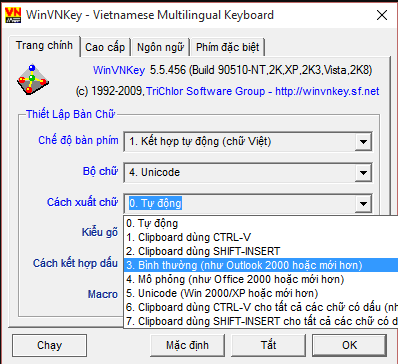 WinVNKey - Vietnamese Multilingual Keyboard
Trang chính Cao cấp Ngôn ngữ Phím đặc biệt
WinVNKey 5.5.456 (Build 90510-NT,2K,XP,2K3,Vista,2K8)
(c) 1992-2009,TriChlor Software Group - http://winvnkey.sf.net
Thiết Lập Bàn Chữ
Chế độ bàn phím 1. Kết hợp tự động (chữ Việt)
Bộ chữ 4. Unicode
Cách xuất chữ 0. Tự động
Kiểu gõ
Cách kết hợp dấu
Macro
0. Tự động
1. Clipboard dùng CTRL-V
2. Clipboard dùng SHIFT-INSERT
3. Bình thường (như Outlook 2000 hoặc mới hơn)
4. Mô phỏng (như Office 2000 hoặc mới hơn)
5. Unicode (Win 2000/XP hoặc mới hơn)
6. Clipboard dùng CTRL-V cho tất cả các chữ có dấu (nh
7. Clipboard dùng SHIFT-INSERT cho tất cả các chữ có d
Chạy Mặc định Tắt OK